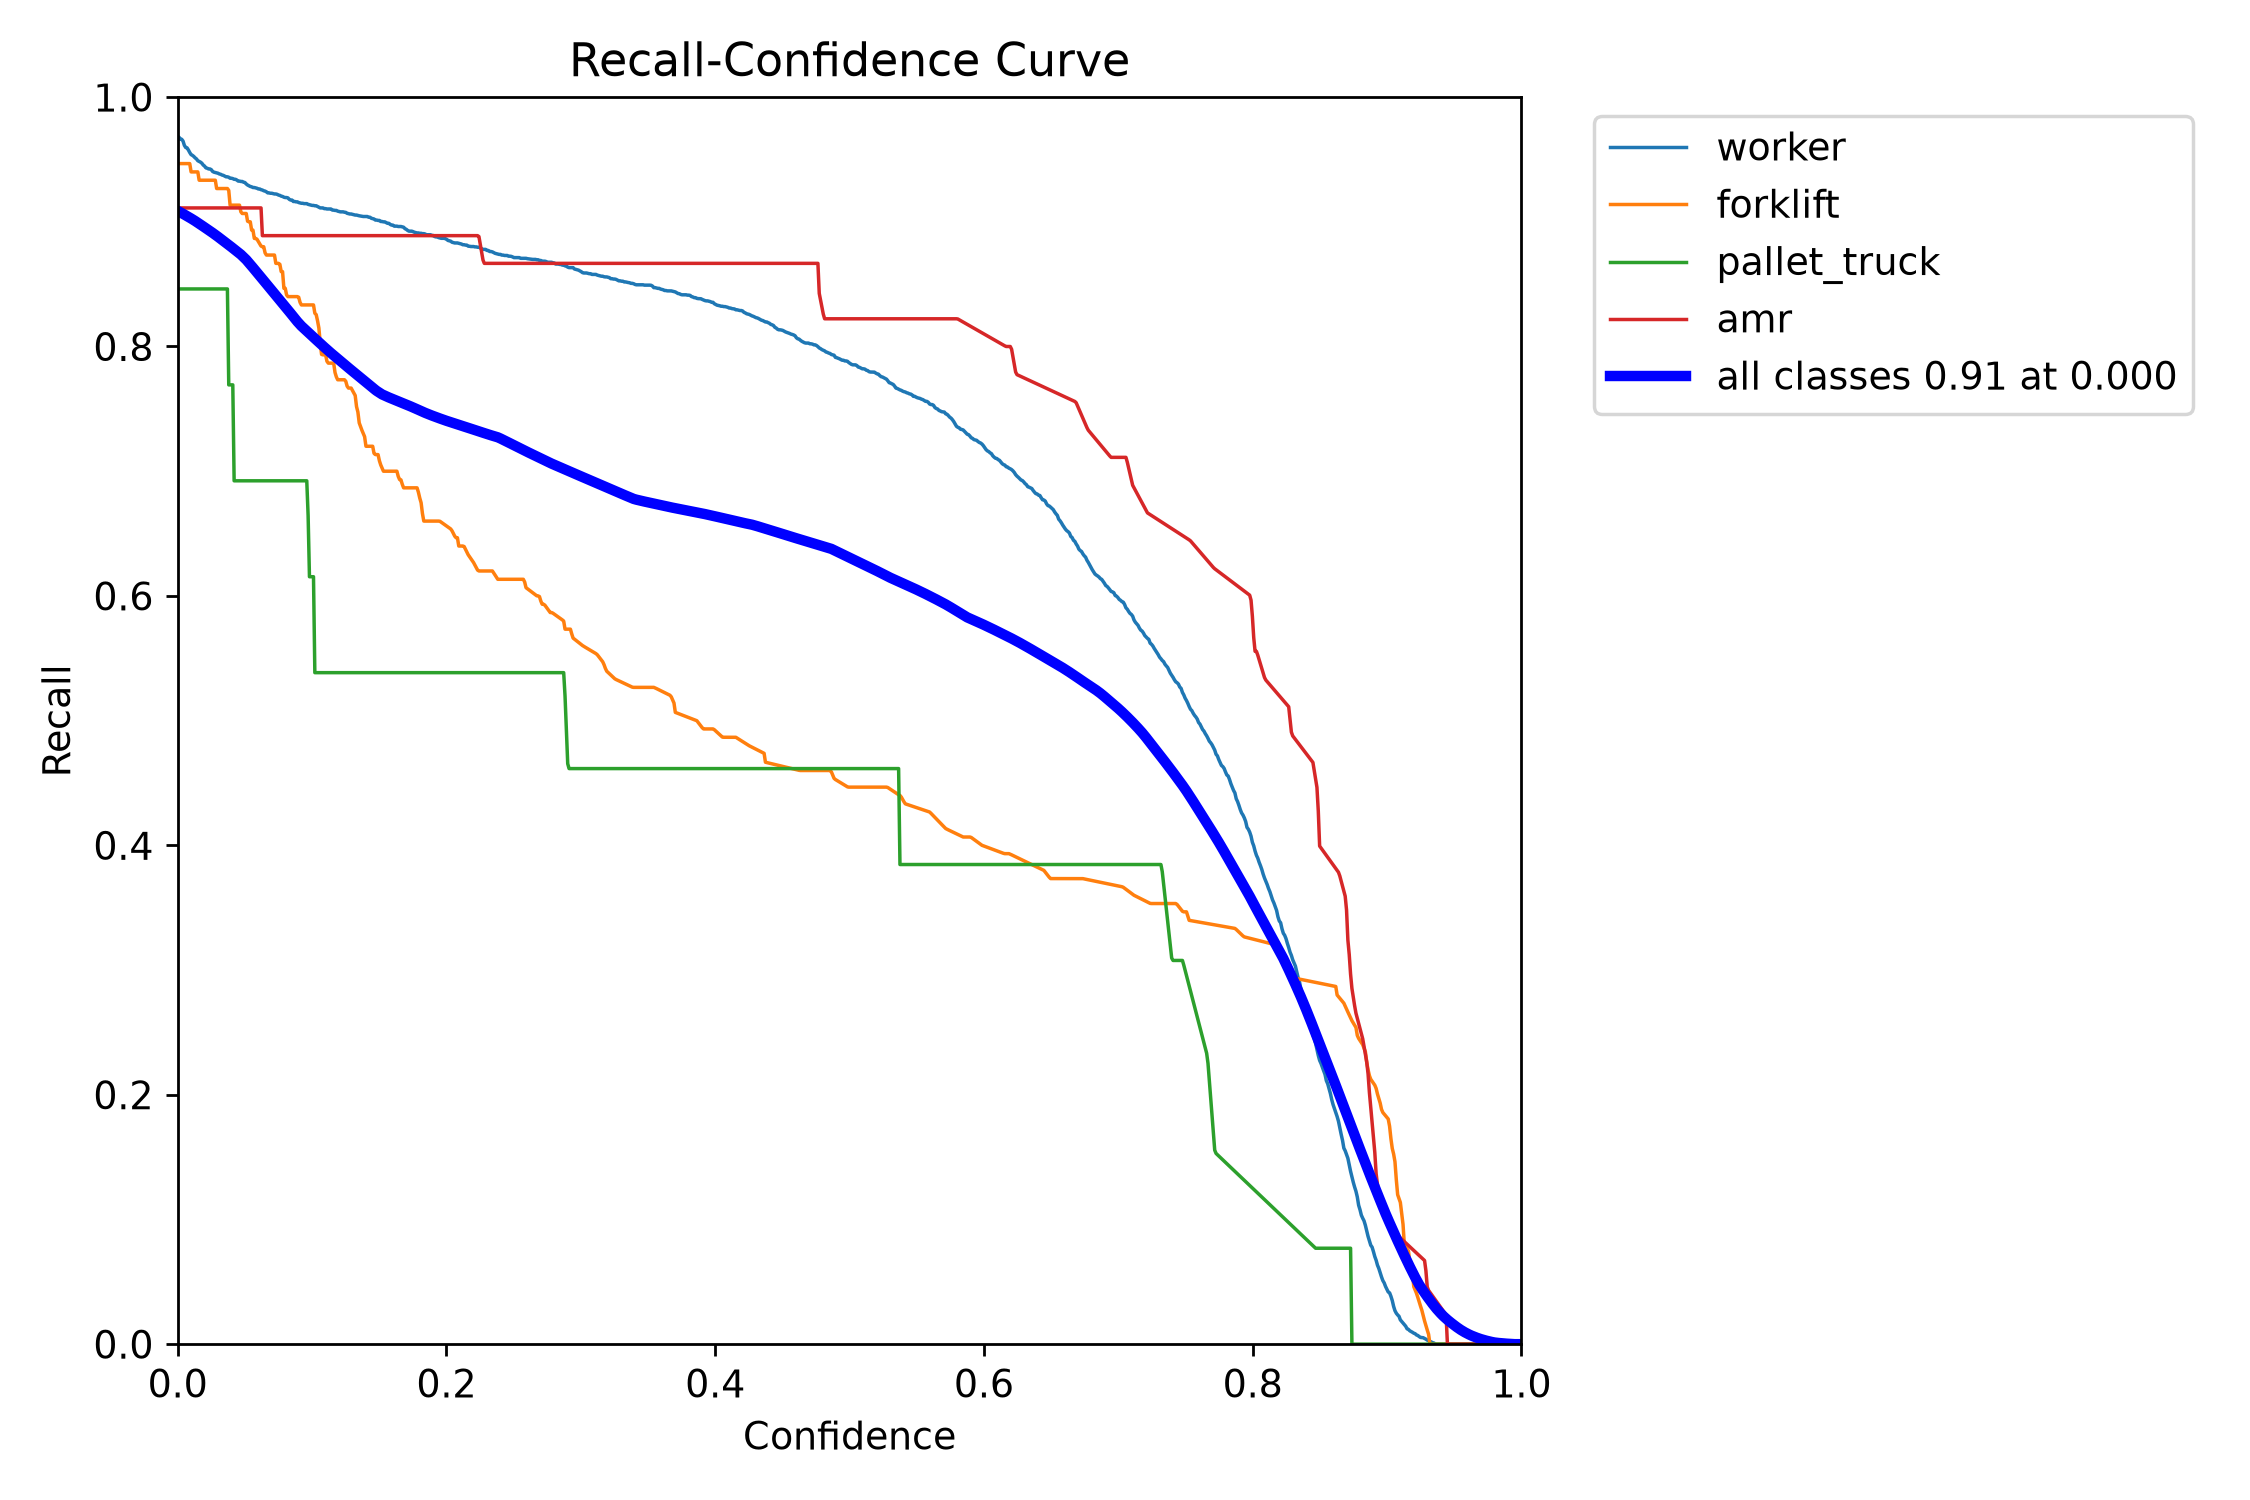 Recall-Confidence Curve
1.0
0.8
0.6
0.4
0.2
0.0
Recall
0.0 0.2 0.4 0.6 0.8 1.0
Confidence
worker
forklift
pallet_truck
amr
all classes 0.91 at 0.000